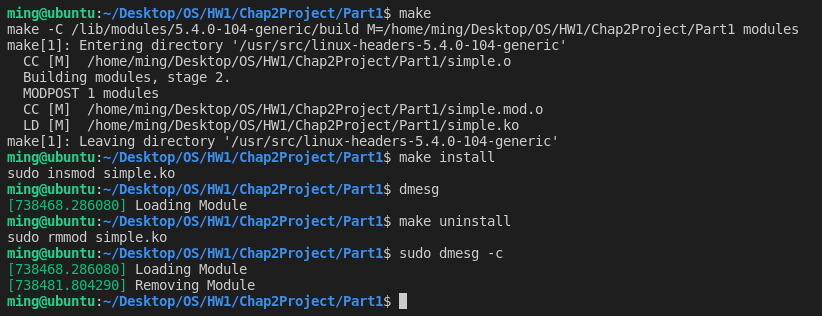 ming@ubuntu:~/Desktop/OS/HW1/Chap2Project/Part1$ make
make -C /lib/modules/5.4.0-104-generic/build M=/home/ming/Desktop/OS/HW1/Chap2Project/Part1 modules
make[1]: Entering directory '/usr/src/linux-headers-5.4.0-104-generic'
  CC [M]  /home/ming/Desktop/OS/HW1/Chap2Project/Part1/simple.o
  Building modules, stage 2.
  MODPOST 1 modules
  CC [M]  /home/ming/Desktop/OS/HW1/Chap2Project/Part1/simple.mod.o
  LD [M]  /home/ming/Desktop/OS/HW1/Chap2Project/Part1/simple.ko
make[1]: Leaving directory '/usr/src/linux-headers-5.4.0-104-generic'
ming@ubuntu:~/Desktop/OS/HW1/Chap2Project/Part1$ make install
sudo insmod simple.ko
ming@ubuntu:~/Desktop/OS/HW1/Chap2Project/Part1$ dmesg
[738468.286080] Loading Module
ming@ubuntu:~/Desktop/OS/HW1/Chap2Project/Part1$ make uninstall
sudo rmmod simple.ko
ming@ubuntu:~/Desktop/OS/HW1/Chap2Project/Part1$ sudo dmesg -c
[738468.286080] Loading Module
[738481.804290] Removing Module
ming@ubuntu:~/Desktop/OS/HW1/Chap2Project/Part1$